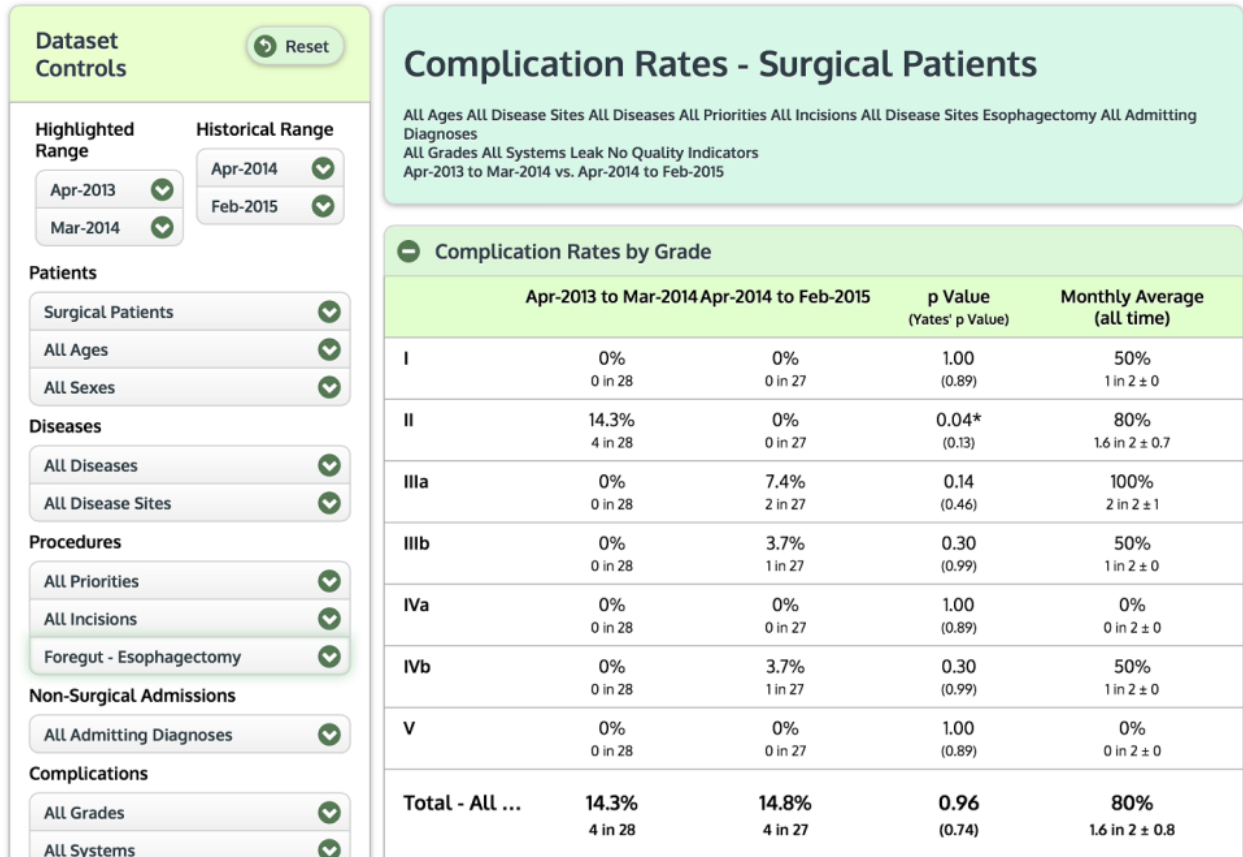 Dataset
Controls
Reset
Highlighted
Range
Historical Range
Apr-2013
Mar-2014
Apr-2014
Feb-2015
Patients
Surgical Patients
All Ages
All Sexes
Diseases
All Diseases
All Disease Sites
Procedures
All Priorities
All Incisions
Foregut - Esophagectomy
Non-Surgical Admissions
All Admitting Diagnoses
Complications
All Grades
All Systems
Complication Rates - Surgical Patients
All Ages All Disease Sites All Diseases All Priorities All Incisions All Disease Sites Esophagectomy All Admitting
Diagnoses
All Grades All Systems Leak No Quality Indicators
Apr-2013 to Mar-2014 vs. Apr-2014 to Feb-2015
Complication Rates by Grade
Apr-2013 to Mar-2014 Apr-2014 to Feb-2015 p Value Monthly Average
(Yates' p Value) (all time)
I 0% 0% 1.00 50%
0 in 28 0 in 27 (0.89) 1 in 2 ± 0
II 14.3% 0% 0.04* 80%
4 in 28 0 in 27 (0.13) 1.6 in 2 ± 0.7
IIIa 0% 7.4% 0.14 100%
0 in 28 2 in 27 (0.46) 2 in 2 ± 1
IIIb 0% 3.7% 0.30 50%
0 in 28 1 in 27 (0.99) 1 in 2 ± 0
IVa 0% 0% 1.00 0%
0 in 28 0 in 27 (0.89) 0 in 2 ± 0
IVb 0% 3.7% 0.30 50%
0 in 28 1 in 27 (0.99) 1 in 2 ± 0
V 0% 0% 1.00 0%
0 in 28 0 in 27 (0.89) 0 in 2 ± 0
Total - All ... 14.3% 14.8% 0.96 80%
4 in 28 4 in 27 (0.74) 1.6 in 2 ± 0.8